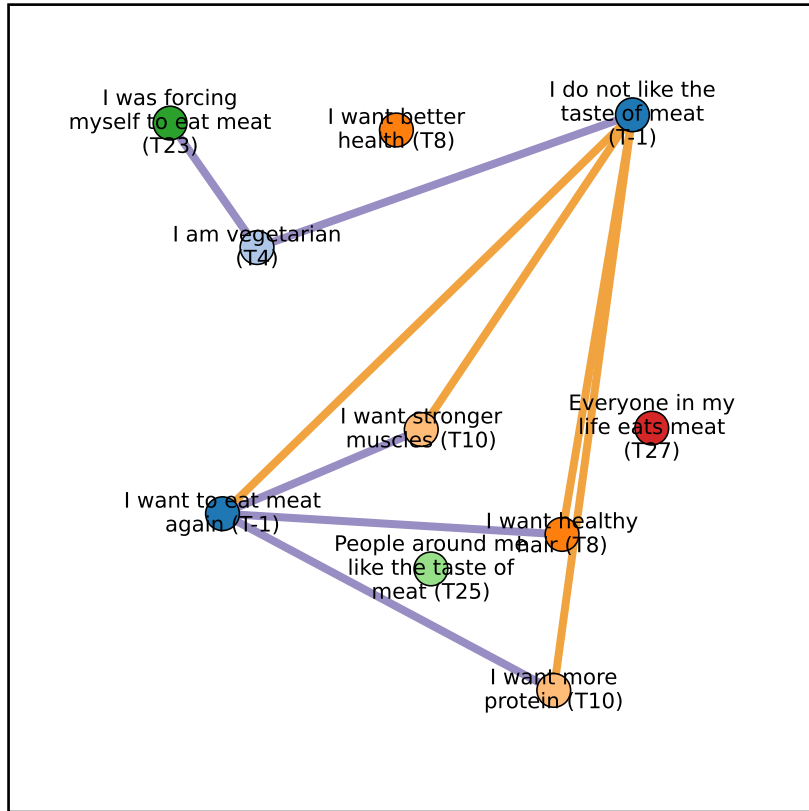 I was forcing
myself to eat meat
(T23)
I want better
health (T8)
I do not like the
taste of meat
(T-1)
I am vegetarian
(T4)
I want stronger
muscles (T10)
Everyone in my
life eats meat
(T27)
I want to eat meat
again (T-1)
I want healthy
hair (T8)
People around me
like the taste of
meat (T25)
I want more
protein (T10)